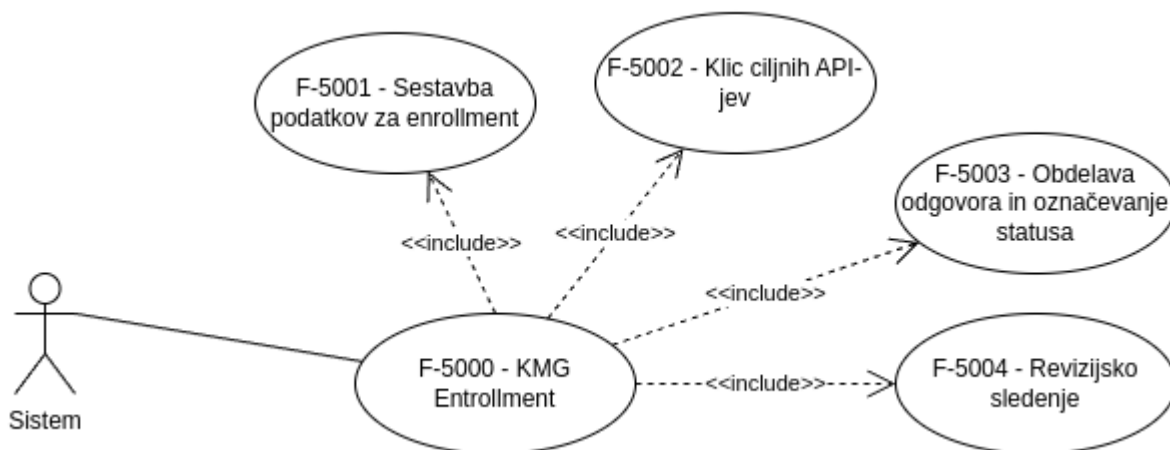 F-5001 - Sestavba
podatkov za enrollment
F-5002 - Klic ciljnih API-
jev
F-5003 - Obdelava
odgovora in označevanje
statusa
<<include>>
<<include>>
<<include>>
F-5000 - KMG
Entrollment
<<include>>
F-5004 - Revizijsko
sledenje
Sistem